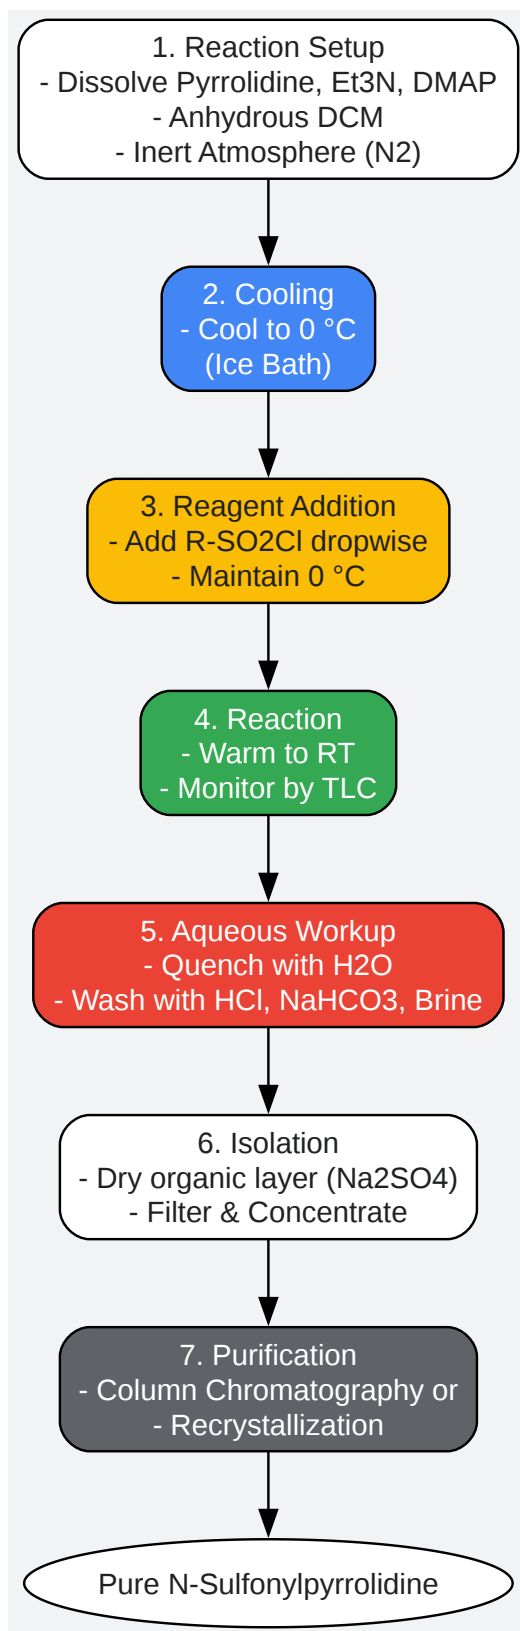 1. Reaction Setup
- Dissolve Pyrrolidine, Et3N, DMAP
- Anhydrous DCM
- Inert Atmosphere (N2)
2. Cooling
- Cool to 0 °C
(Ice Bath)
3. Reagent Addition
- Add R-SO2Cl dropwise
- Maintain 0 °C
4. Reaction
- Warm to RT
- Monitor by TLC
5. Aqueous Workup
- Quench with H2O
- Wash with HCl, NaHCO3, Brine
6. Isolation
- Dry organic layer (Na2SO4)
- Filter & Concentrate
7. Purification
- Column Chromatography or
- Recrystallization
Pure N-Sulfonylpyrrolidine